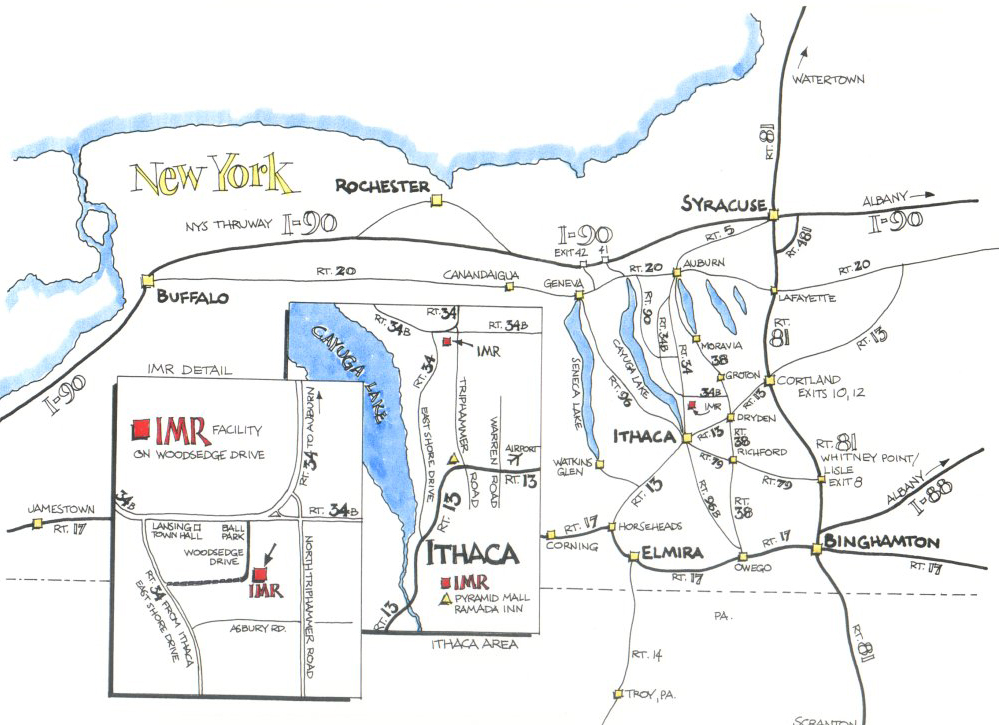 WATERTOWN
RT. 81
NEW YORK
ROCHESTER
SYRACUSE
ALBANY
I-90
NYS THRUWAY I-90
I-90
EXIT 42 41
RT. 5
RT. 481
RT. 20
CANANDAIGUA
GENEVA
RT. 20
AUBURN
RT. 20
BUFFALO
LAFAYETTE
I-90
RT. 90
RT. 34B
RT. 34
MORAVIA
38
RT.
81
RT. 13
SENECA LAKE
RT. 96
CAYUGA LAKE
GROTON
34B
IMR
RT. 13
CORTLAND
EXITS 10, 12
DRYDEN
ITHACA
RT. 13
RT.
38
RICHFORD
RT. 79
RT. 79
RT. 81
WHITNEY POINT/
LISLE
EXIT 8
WATKINS
GLEN
RT. 13
RT. 96B
RT.
38
ALBANY
I-88
JAMESTOWN
RT. 17
RT. 17
CORNING
HORSEHEADS
ELMIRA
RT. 17
OWEGO
RT. 17
BINGHAMTON
RT. 17
PA.
RT. 81
RT. 14
TROY, PA.
SCRANTON
CAYUGA LAKE
RT. 34B
RT. 34
RT. 34B
IMR
RT. 34
TRIPHAMMER
ROAD
EAST SHORE DRIVE
WARREN ROAD
AIRPORT
RT. 13
RT. 13
ITHACA
IMR
PYRAMID MALL
RAMADA INN
RT. 13
ITHACA AREA
IMR DETAIL
IMR FACILITY
ON WOODSEDGE DRIVE
RT. 34 TO AUBURN
34B
RT. 34B
LANSING
TOWN HALL
BALL
PARK
WOODSEDGE
DRIVE
IMR
RT. 34 FROM ITHACA
EAST SHORE DRIVE
ASBURY RD.
NORTH TRIPHAMMER ROAD